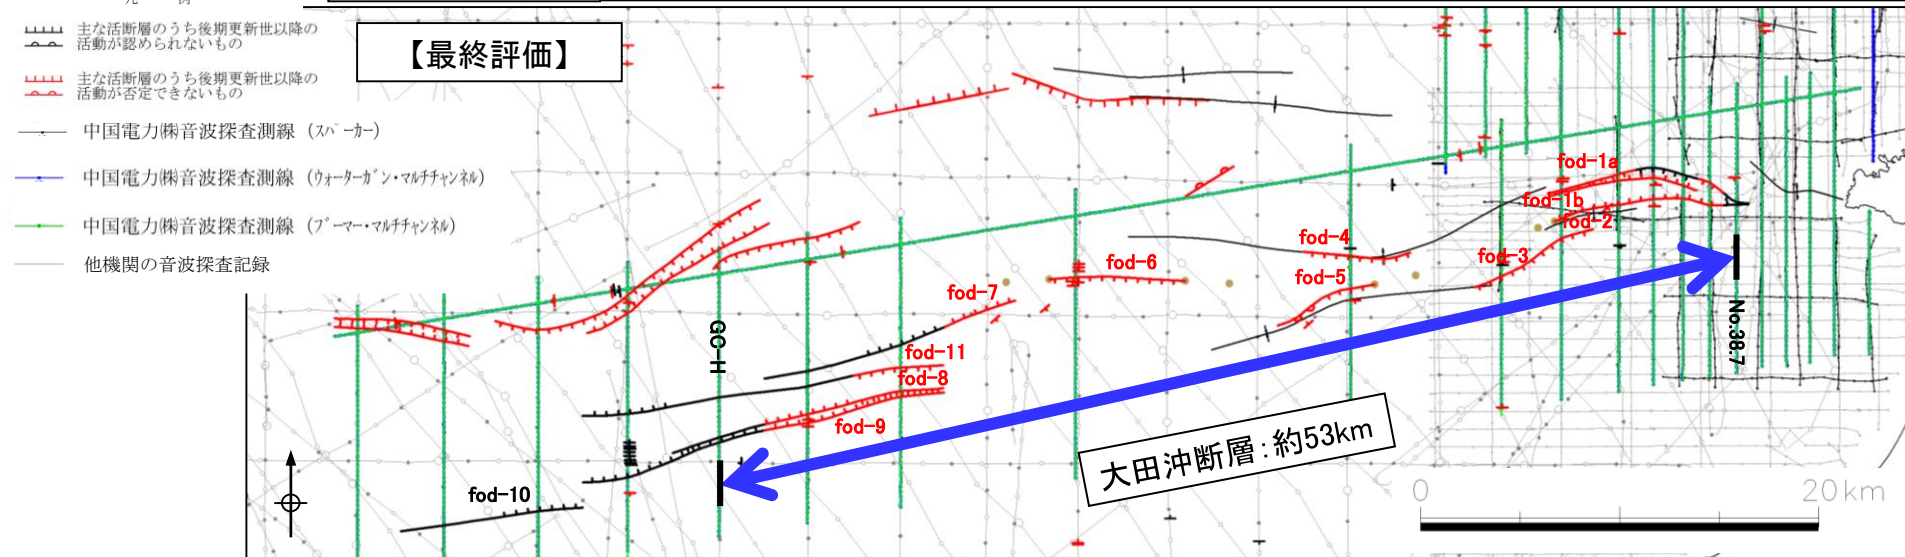 凡 例
主な活断層のうち後期更新世以降の
活動が認められないもの
主な活断層のうち後期更新世以降の
活動が否定できないもの
中国電力㈱音波探査測線 (ｽﾊﾟｰｶｰ)
中国電力㈱音波探査測線 (ｳｫｰﾀｰｶﾞﾝ・ﾏﾙﾁﾁｬﾝﾈﾙ)
中国電力㈱音波探査測線 (ﾌﾞｰﾏｰ・ﾏﾙﾁﾁｬﾝﾈﾙ)
他機関の音波探査記録
【最終評価】
fod-1a
fod-1b
fod-2
fod-3
fod-4
fod-5
fod-6
fod-7
fod-11
fod-8
fod-9
fod-10
GO-H
No.38.7
大田沖断層：約53km
0
20km